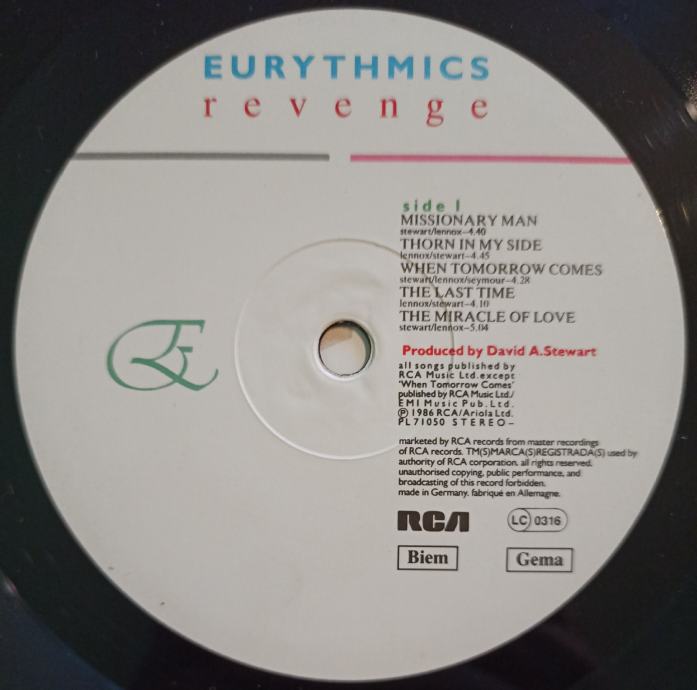 EURYTHMICS
revenge
side 1
MISSIONARY MAN
stewart/lennox–4.40
THORN IN MY SIDE
lennox/stewart–4.45
WHEN TOMORROW COMES
stewart/lennox/seymour–4.28
THE LAST TIME
lennox/stewart–4.10
THE MIRACLE OF LOVE
stewart/lennox–5.04
Produced by David A.Stewart
all songs published by
RCA Music Ltd.except
'When Tomorrow Comes'
published by RCA Music Ltd./
EMI Music Pub. Ltd.
℗ 1986 RCA/Ariola Ltd.
PL71050 STEREO–
marketed by RCA records from master recordings
of RCA records. TM(S)MARCA(S)REGISTRADA(S) used by
authority of RCA corporation. all rights reserved.
unauthorised copying, public performance, and
broadcasting of this record forbidden.
made in Germany. fabriqué en Allemagne.
RCA
LC 0316
Biem
Gema